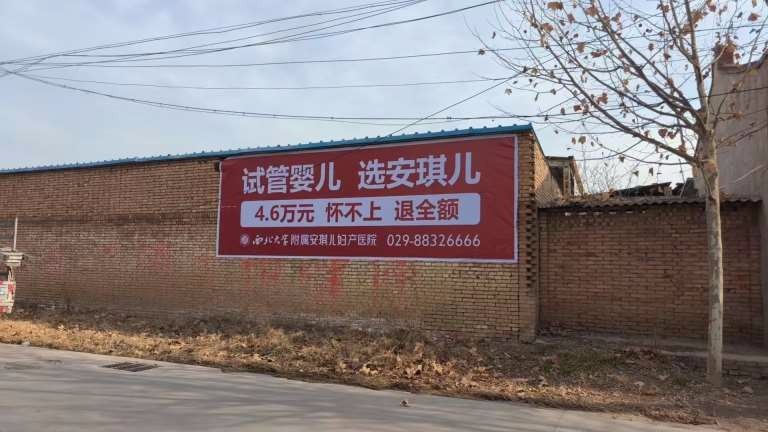 试管婴儿 选安琪儿
4.6万元 怀不上 退全额
西北大学 附属安琪儿妇产医院 029-88326666